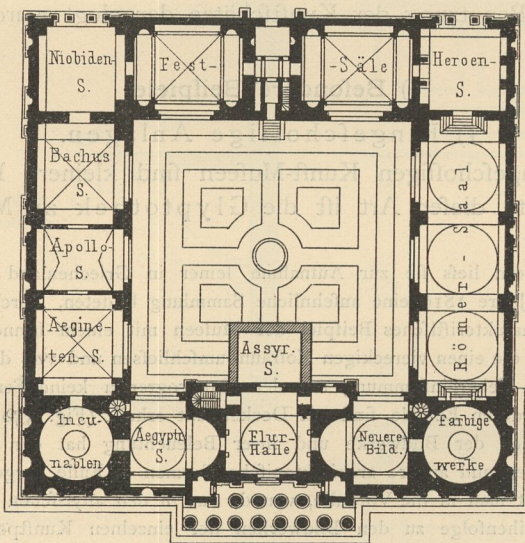 Niobiden-
S.
Fest-
-Säle
Heroen-
S.
Bachus
S.
Apollo-
S.
Aegine-
ten-S.
Römer-Saal
Assyr.
S.
Incu-
nablen
Aegypt.
S.
Flur-
Halle
Neuere
Bild.
farbige
werke